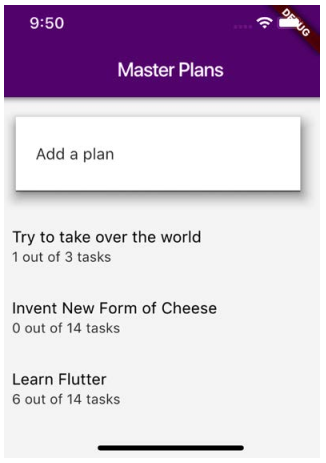 9:50
DEBUG
Master Plans
Add a plan
Try to take over the world
1 out of 3 tasks
Invent New Form of Cheese
0 out of 14 tasks
Learn Flutter
6 out of 14 tasks